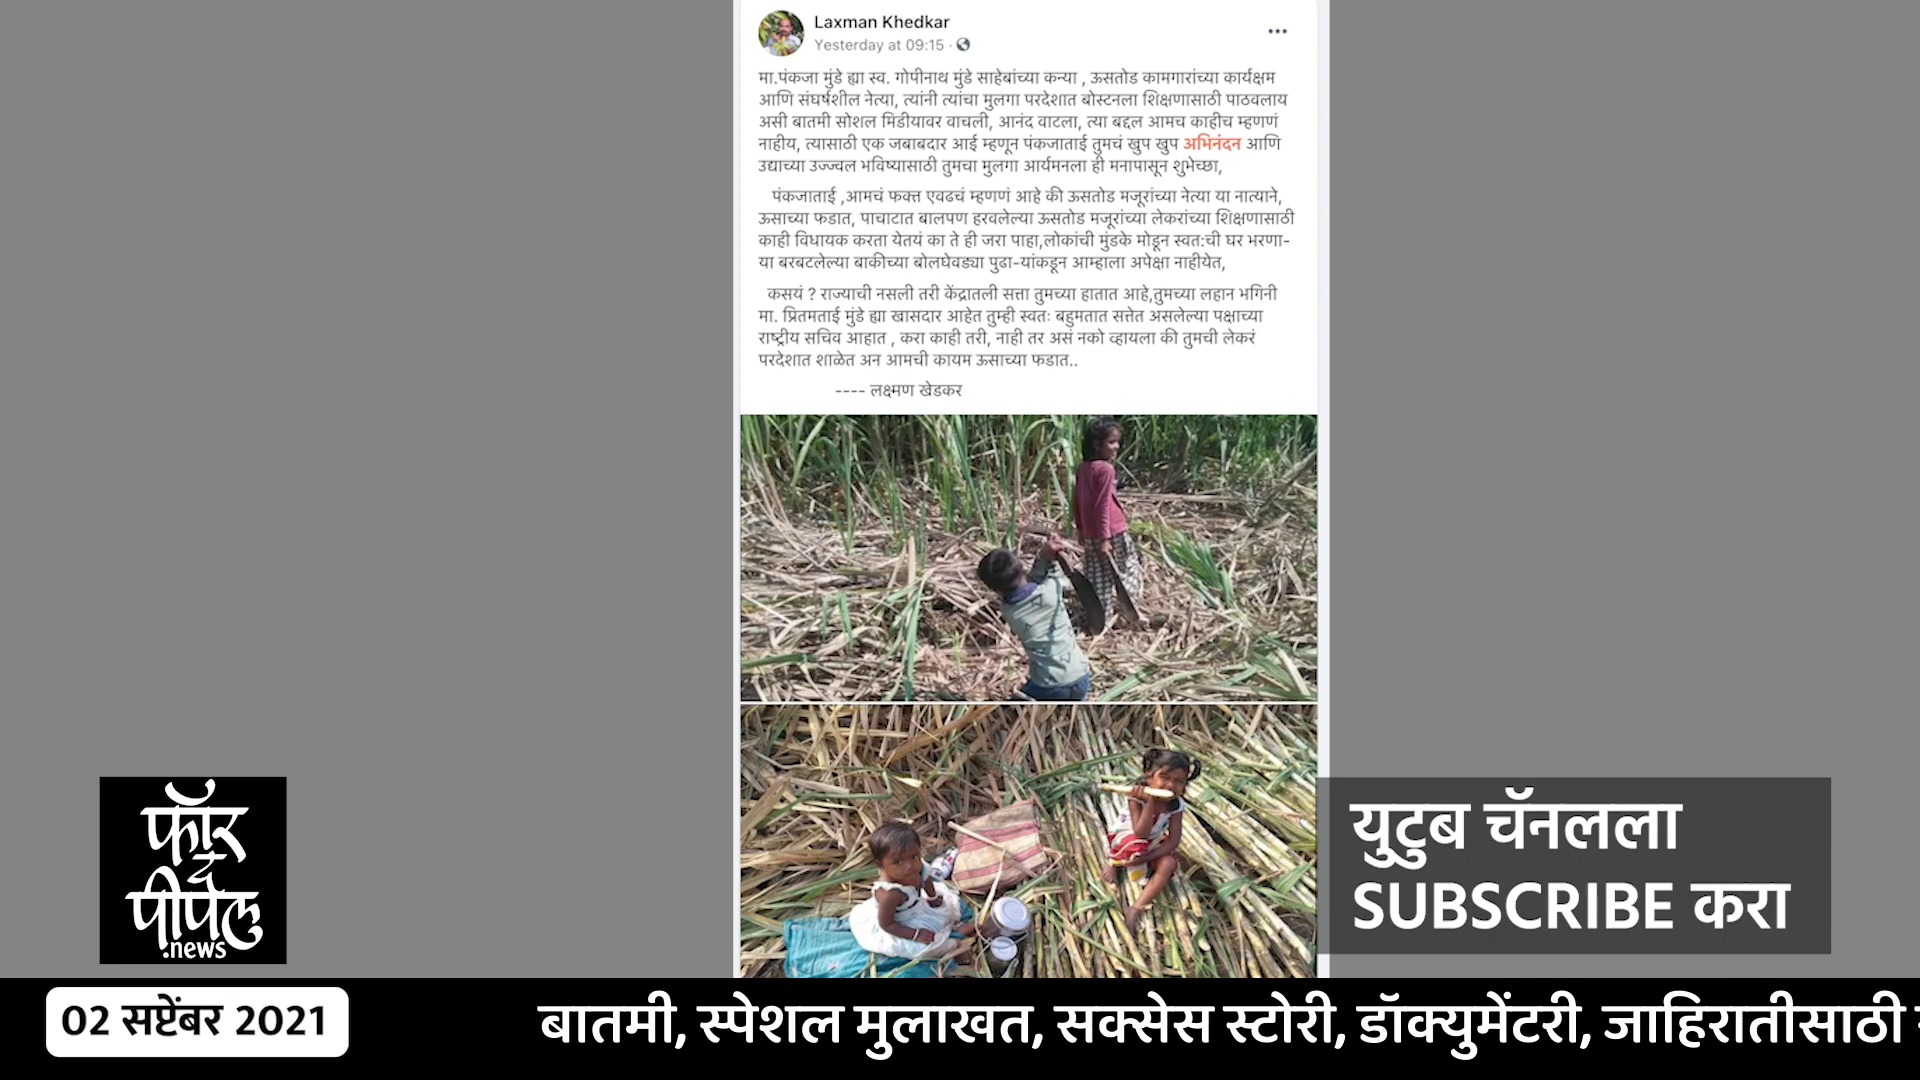 Laxman Khedkar
Yesterday at 09:15 ·
मा.पंकजा मुंडे ह्या स्व. गोपीनाथ मुंडे साहेबांच्या कन्या , ऊसतोड कामगारांच्या कार्यक्षम
आणि संघर्षशील नेत्या, त्यांनी त्यांचा मुलगा परदेशात बोस्टनला शिक्षणासाठी पाठवलाय
असी बातमी सोशल मिडीयावर वाचली, आनंद वाटला, त्या बद्दल आमच काहीच म्हणणं
नाहीय, त्यासाठी एक जबाबदार आई म्हणून पंकजाताई तुमचं खुप खुप अभिनंदन आणि
उद्याच्या उज्ज्वल भविष्यासाठी तुमचा मुलगा आर्यमनला ही मनापासून शुभेच्छा,
पंकजाताई ,आमचं फक्त एवढचं म्हणणं आहे की ऊसतोड मजूरांच्या नेत्या या नात्याने,
ऊसाच्या फडात, पाचाटात बालपण हरवलेल्या ऊसतोड मजूरांच्या लेकरांच्या शिक्षणासाठी
काही विधायक करता येतयं का ते ही जरा पाहा,लोकांची मुंडके मोडून स्वत:ची घर भरणा-
या बरबटलेल्या बाकीच्या बोलघेवड्या पुढा-यांकडून आम्हाला अपेक्षा नाहीयेत,
कसयं ? राज्याची नसली तरी केंद्रातली सत्ता तुमच्या हातात आहे,तुमच्या लहान भगिनी
मा. प्रितमताई मुंडे ह्या खासदार आहेत तुम्ही स्वतः बहुमतात सत्तेत असलेल्या पक्षाच्या
राष्ट्रीय सचिव आहात , करा काही तरी, नाही तर असं नको व्हायला की तुमची लेकरं
परदेशात शाळेत अन आमची कायम ऊसाच्या फडात..
---- लक्ष्मण खेडकर
फॉर
द
पीपल
.news
युटुब चॅनलला
SUBSCRIBE करा
02 सप्टेंबर 2021
बातमी, स्पेशल मुलाखत, सक्सेस स्टोरी, डॉक्युमेंटरी, जाहिरातीसाठी